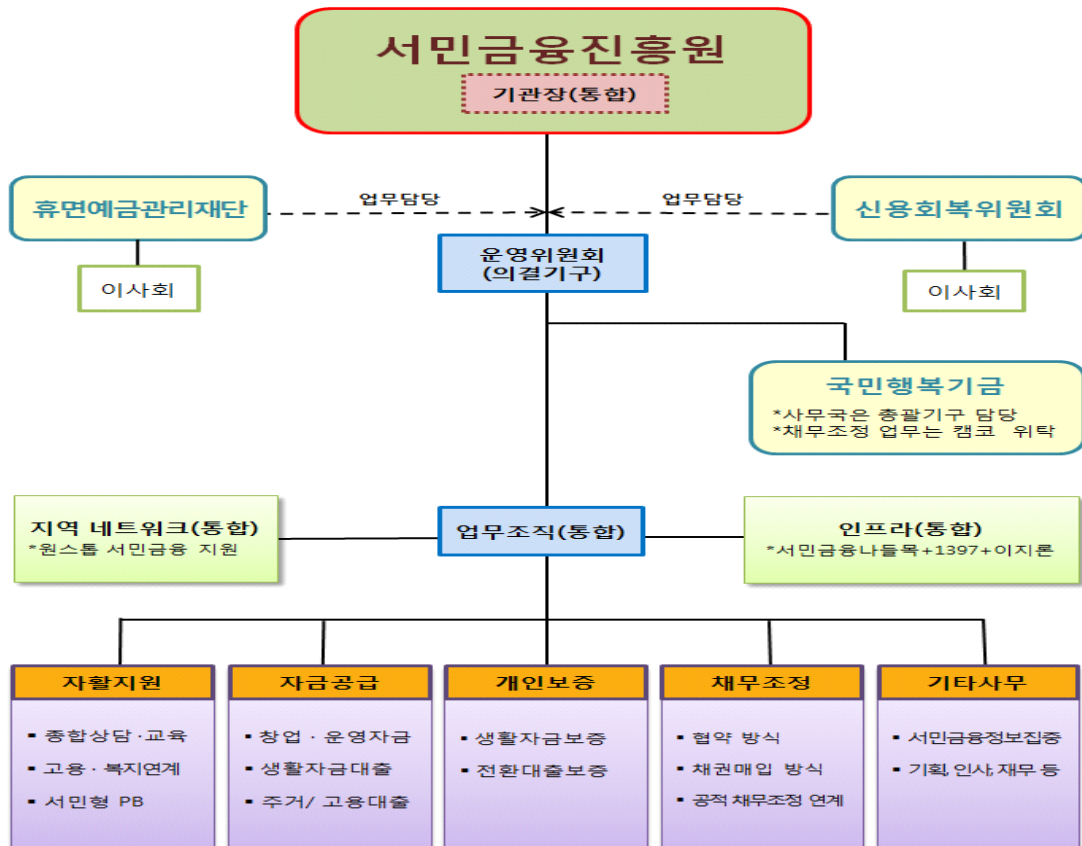 서민금융진흥원
기관장(통합)
휴면예금관리재단
업무담당
업무담당
신용회복위원회
이사회
운영위원회
(의결기구)
이사회
국민행복기금
*사무국은 총괄기구 담당
*채무조정 업무는 캠코 위탁
지역 네트워크(통합)
*원스톱 서민금융 지원
업무조직(통합)
인프라(통합)
*서민금융나들목+1397+이지론
자활지원
▪ 종합상담·교육
▪ 고용·복지연계
▪ 서민형 PB
자금공급
▪ 창업·운영자금
▪ 생활자금대출
▪ 주거/ 고용대출
개인보증
▪ 생활자금보증
▪ 전환대출보증
채무조정
▪ 협약 방식
▪ 채권매입 방식
▪ 공적 채무조정 연계
기타사무
▪ 서민금융정보집중
▪ 기획, 인사, 재무 등